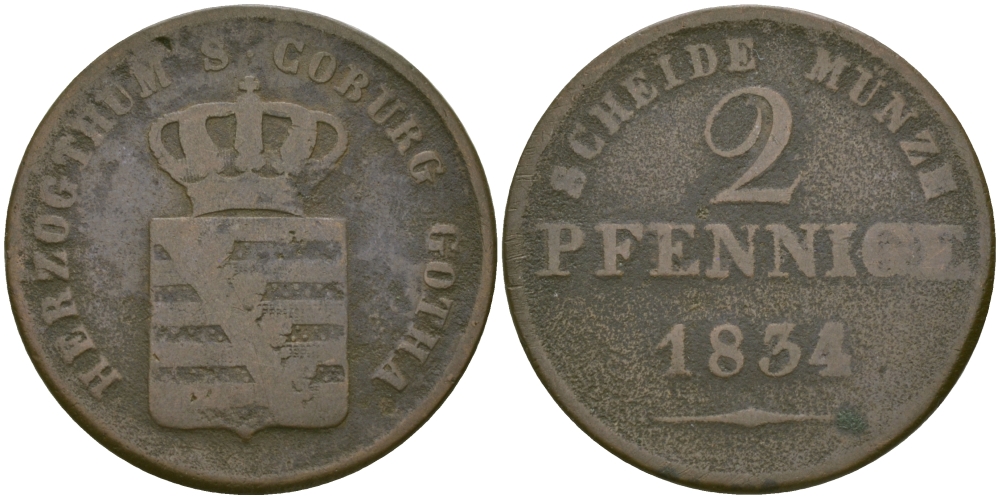 HERZOGTHUM S COBURG GOTHA
SCHEIDE MÜNZE
2
PFENNIGE
1834